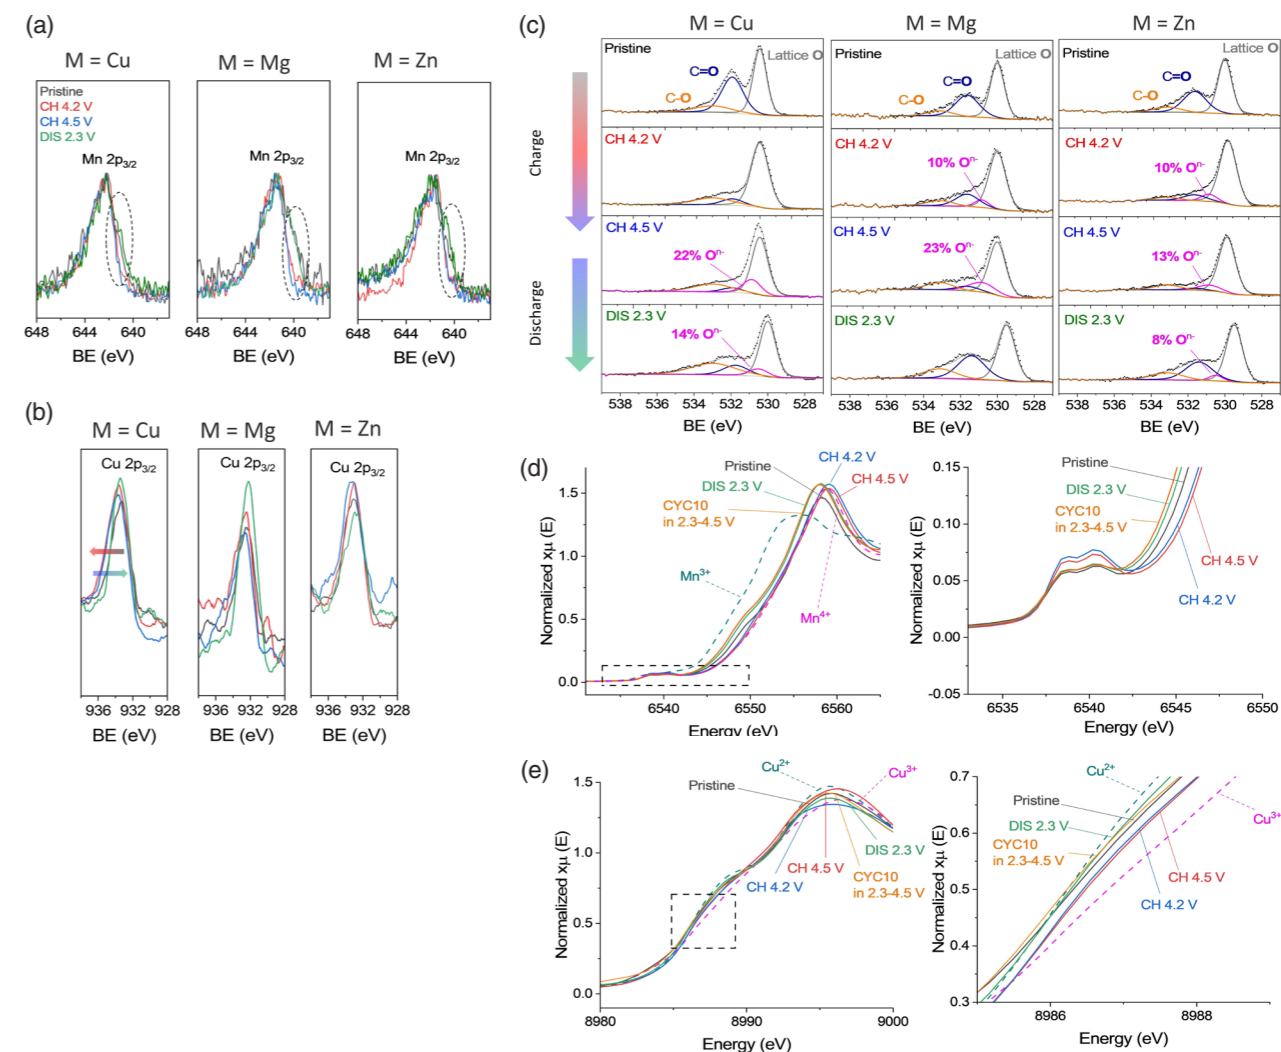 (a)
M = Cu
M = Mg
M = Zn
Pristine
CH 4.2 V
CH 4.5 V
DIS 2.3 V
Mn 2p3/2
Mn 2p3/2
Mn 2p3/2
648 644 640
648 644 640
648 644 640
BE (eV)
BE (eV)
BE (eV)
(b)
M = Cu
M = Mg
M = Zn
Cu 2p3/2
Cu 2p3/2
Cu 2p3/2
936 932 928
936 932 928
936 932 928
BE (eV)
BE (eV)
BE (eV)
(c)
M = Cu
M = Mg
M = Zn
Charge
Discharge
Pristine
Lattice O
C=O
C-O
Pristine
Lattice O
C=O
C-O
Pristine
Lattice O
C=O
C-O
CH 4.2 V
CH 4.2 V
10% On-
CH 4.2 V
10% On-
CH 4.5 V
22% On-
CH 4.5 V
23% On-
CH 4.5 V
13% On-
DIS 2.3 V
14% On-
DIS 2.3 V
DIS 2.3 V
8% On-
538 536 534 532 530 528
538 536 534 532 530 528
538 536 534 532 530 528
BE (eV)
BE (eV)
BE (eV)
(d)
Normalized xμ (E)
1.5
1.0
0.5
0.0
Pristine
CH 4.2 V
DIS 2.3 V
CH 4.5 V
CYC10
in 2.3-4.5 V
Mn3+
Mn4+
6540 6550 6560
Energy (eV)
Normalized xμ (E)
0.15
0.10
0.05
0.00
-0.05
Pristine
DIS 2.3 V
CYC10
in 2.3-4.5 V
CH 4.5 V
CH 4.2 V
6535 6540 6545 6550
Energy (eV)
(e)
Normalized xμ (E)
1.5
1.0
0.5
0.0
Cu2+
Cu3+
Pristine
DIS 2.3 V
CH 4.5 V
CH 4.2 V
CYC10
in 2.3-4.5 V
8980 8990 9000
Energy (eV)
Normalized xμ (E)
0.7
0.6
0.5
0.4
0.3
Cu2+
Pristine
Cu3+
DIS 2.3 V
CYC10
in 2.3-4.5 V
CH 4.5 V
CH 4.2 V
8986 8988
Energy (eV)